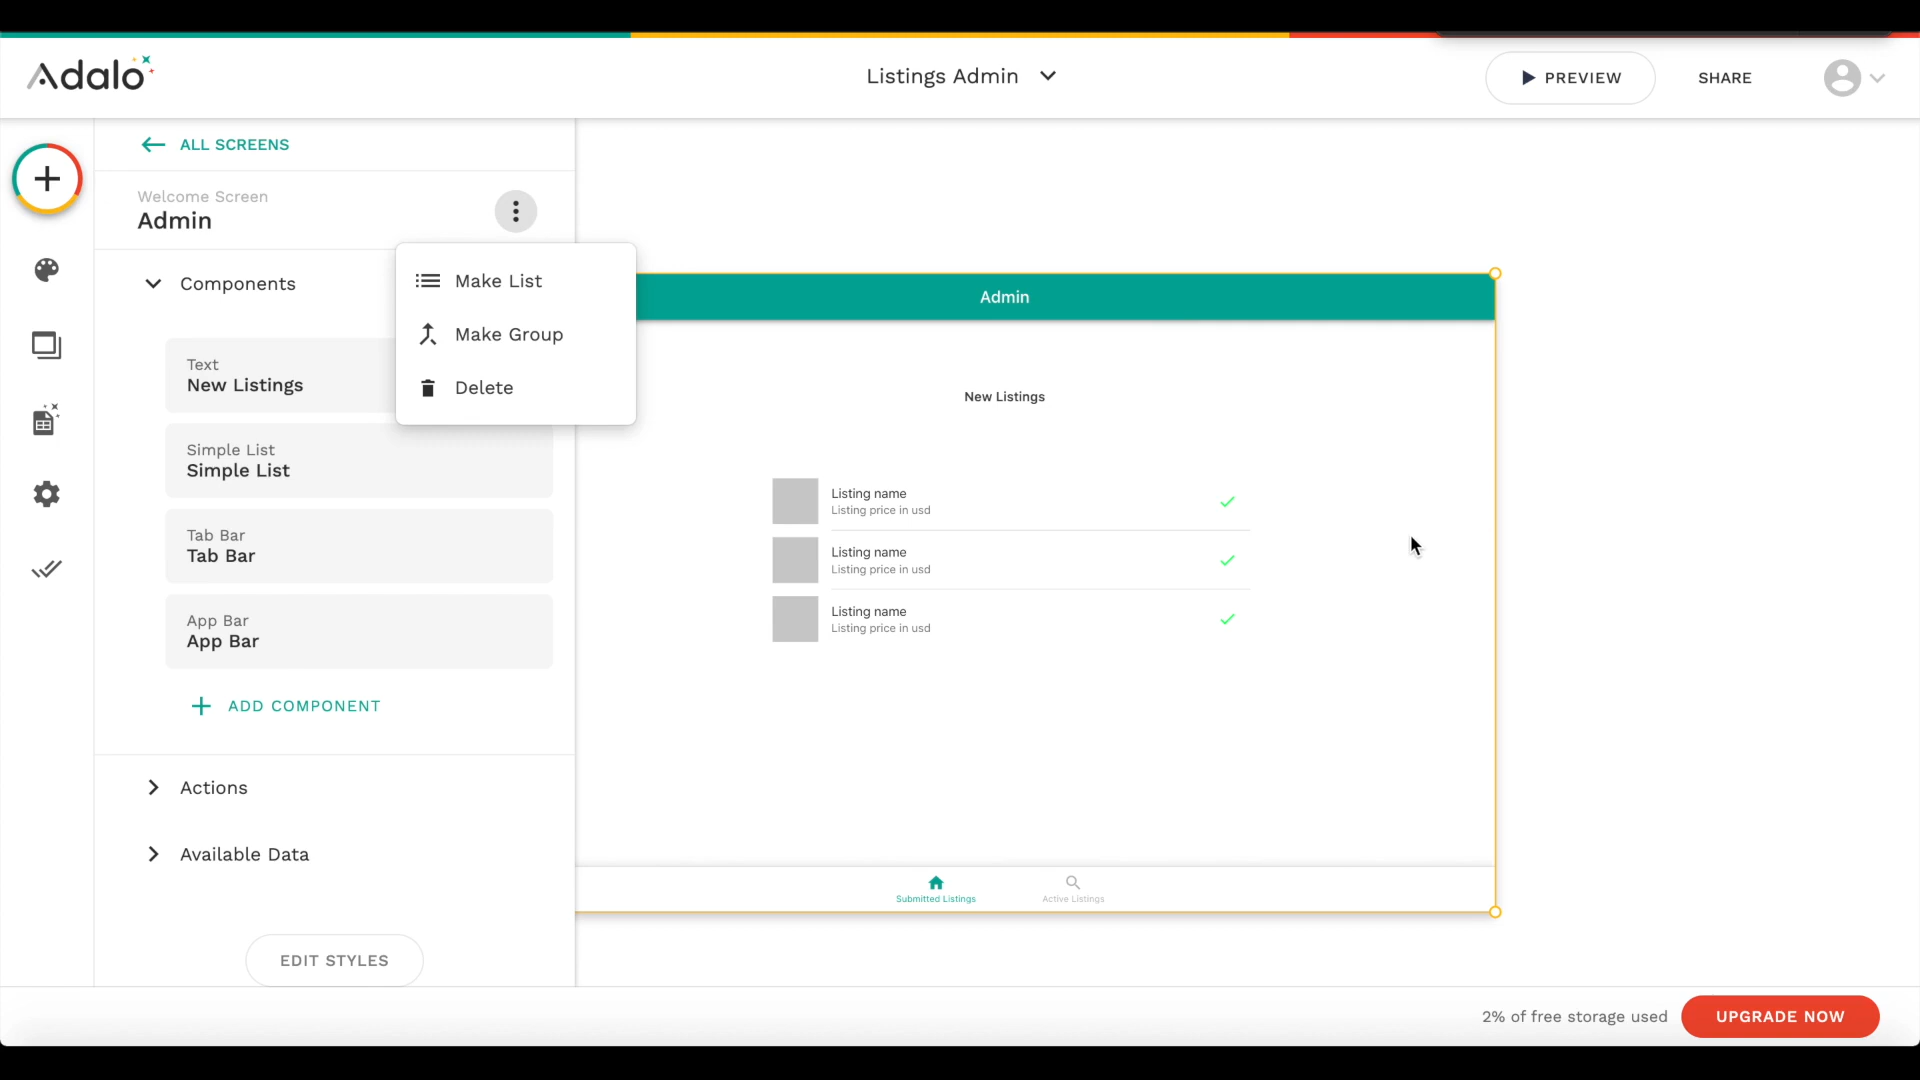 Adalo
Listings Admin
PREVIEW
SHARE
ALL SCREENS
Welcome Screen
Admin
Components
Make List
Make Group
Delete
Text
New Listings
Simple List
Simple List
Tab Bar
Tab Bar
App Bar
App Bar
ADD COMPONENT
Actions
Available Data
EDIT STYLES
Admin
New Listings
Listing name
Listing price in usd
Listing name
Listing price in usd
Listing name
Listing price in usd
Submitted Listings
Active Listings
2% of free storage used
UPGRADE NOW